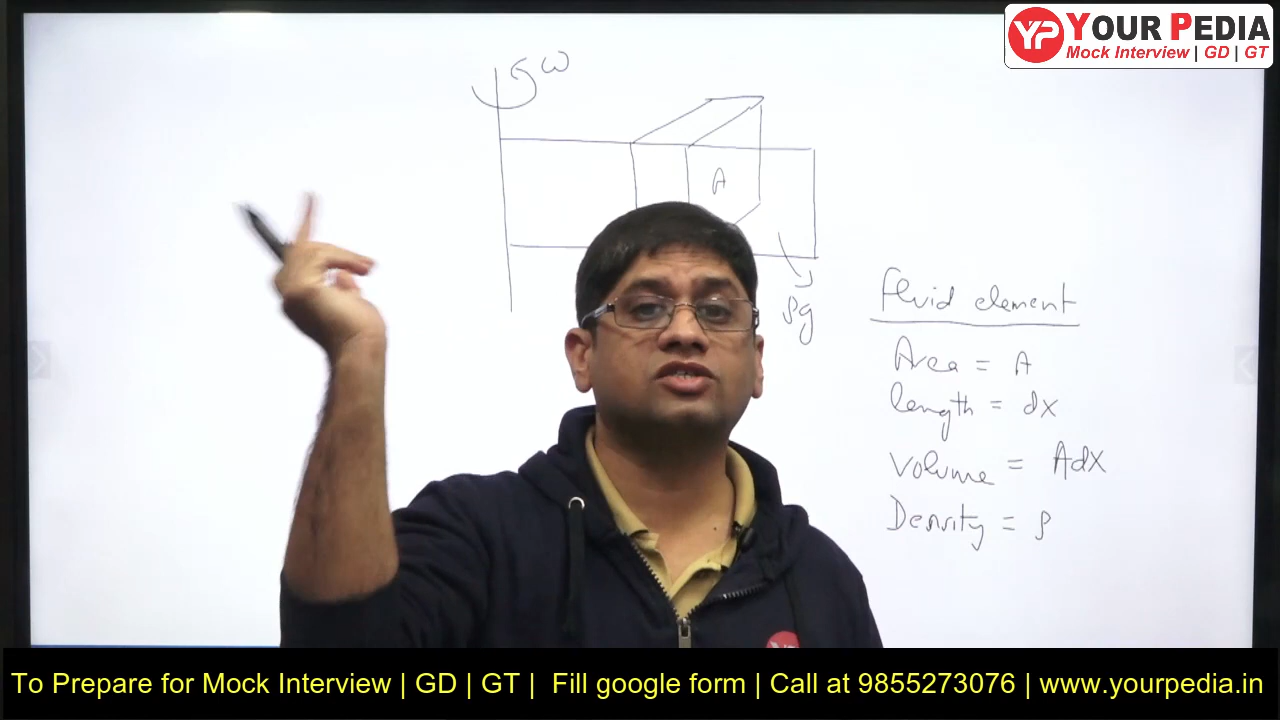 YP YOUR PEDIA
Mock Interview | GD | GT
ω
A
ρg
fluid element
Area = A
length = dx
volume = Adx
Density = ρ
To Prepare for Mock Interview | GD | GT | Fill google form | Call at 9855273076 | www.yourpedia.in